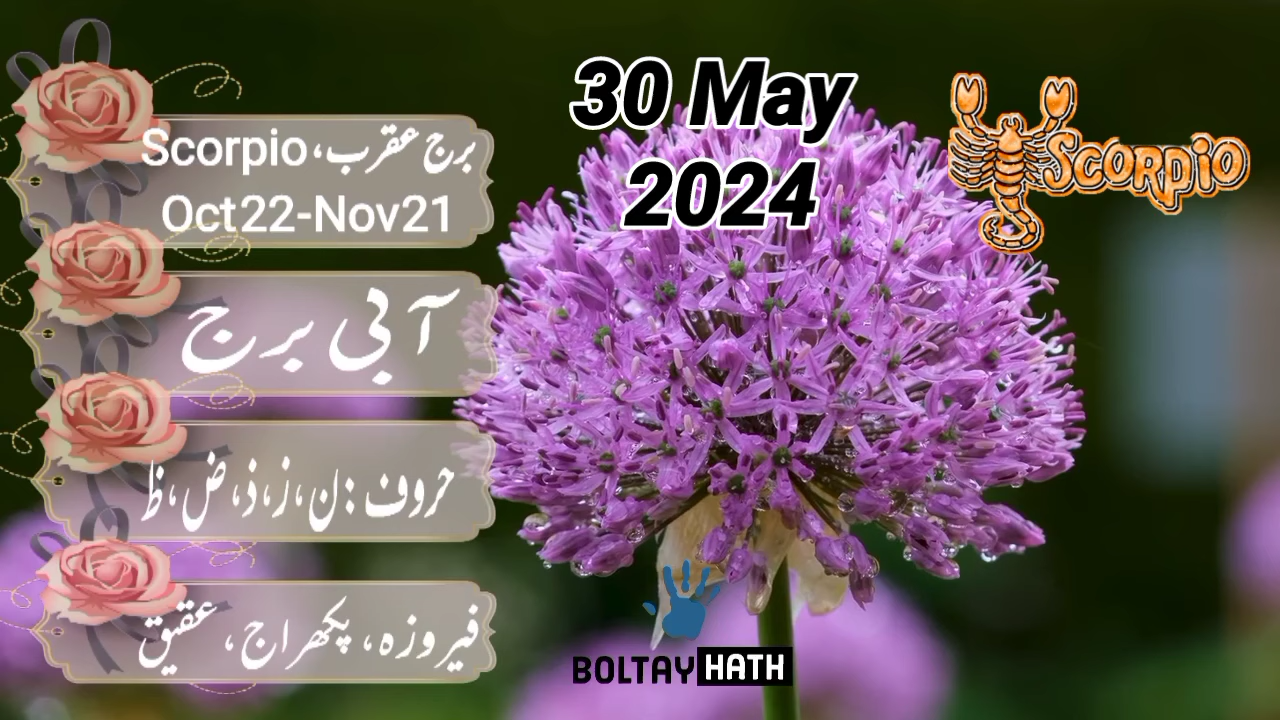 برج عقرب، Scorpio
Oct22-Nov21
آبی برج
حروف : ن، ز، ذ، ض، ظ
فیروزہ، پکھراج، عقیق
30 May
2024
Scorpio
BOLTAY HATH